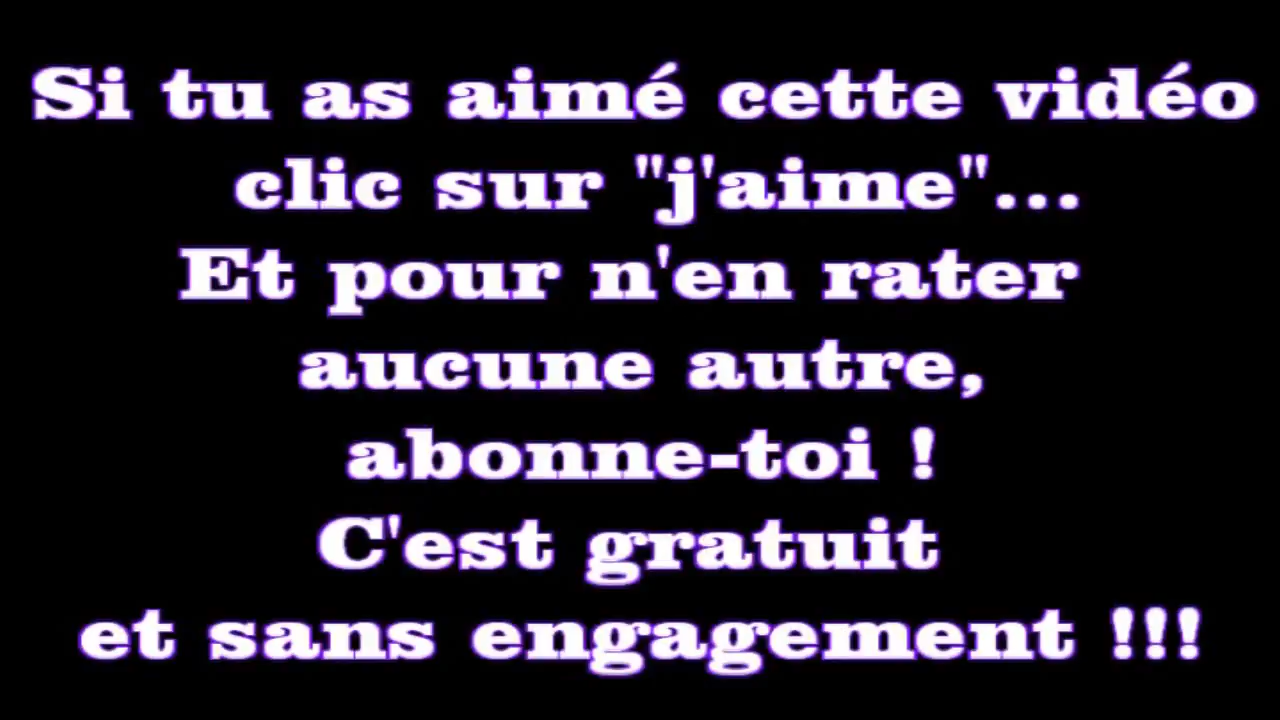 Si tu as aimé cette vidéo
clic sur "j'aime"...
Et pour n'en rater
aucune autre,
abonne-toi !
C'est gratuit
et sans engagement !!!